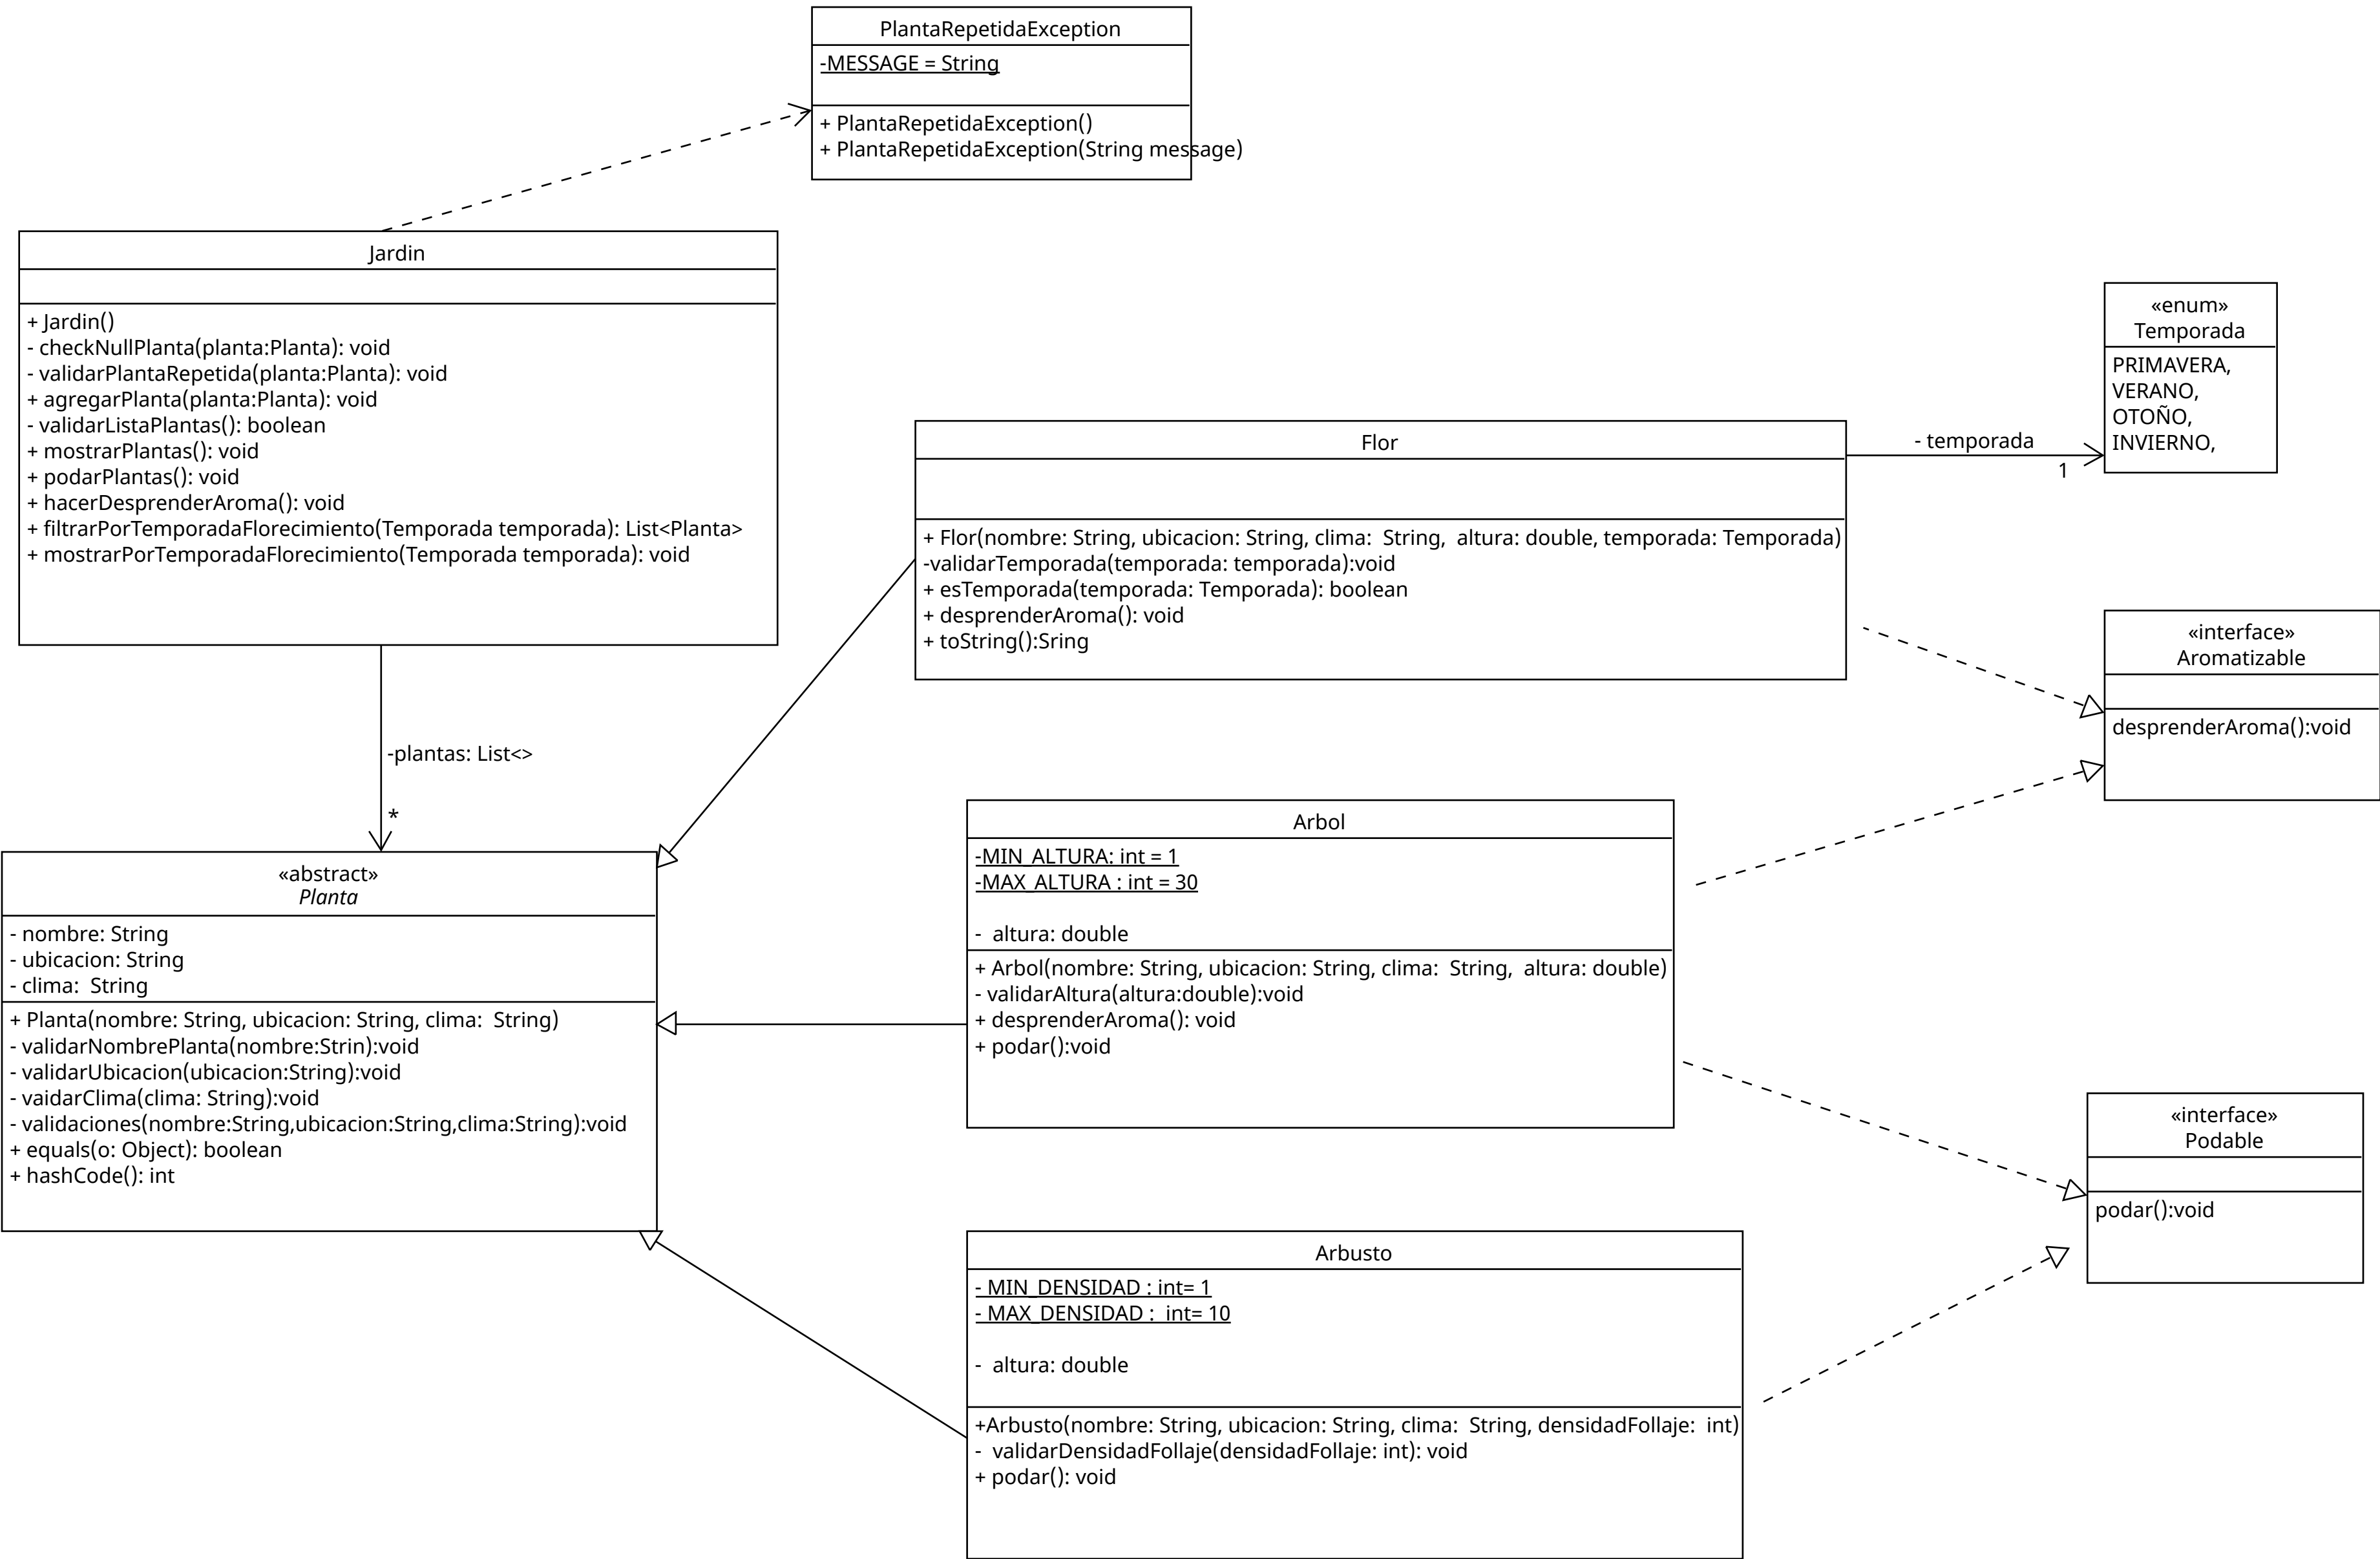 PlantaRepetidaException
-MESSAGE = String
+ PlantaRepetidaException()
+ PlantaRepetidaException(String message)
Jardin
+ Jardin()
- checkNullPlanta(planta:Planta): void
- validarPlantaRepetida(planta:Planta): void
+ agregarPlanta(planta:Planta): void
- validarListaPlantas(): boolean
+ mostrarPlantas(): void
+ podarPlantas(): void
+ hacerDesprenderAroma(): void
+ filtrarPorTemporadaFlorecimiento(Temporada temporada): List<Planta>
+ mostrarPorTemporadaFlorecimiento(Temporada temporada): void
-plantas: List<>
*
«abstract»
Planta
- nombre: String
- ubicacion: String
- clima:  String
+ Planta(nombre: String, ubicacion: String, clima:  String)
- validarNombrePlanta(nombre:Strin):void
- validarUbicacion(ubicacion:String):void
- vaidarClima(clima: String):void
- validaciones(nombre:String,ubicacion:String,clima:String):void
+ equals(o: Object): boolean
+ hashCode(): int
Flor
+ Flor(nombre: String, ubicacion: String, clima:  String,  altura: double, temporada: Temporada)
-validarTemporada(temporada: temporada):void
+ esTemporada(temporada: Temporada): boolean
+ desprenderAroma(): void
+ toString():Sring
- temporada
1
«enum»
Temporada
PRIMAVERA,
VERANO,
OTOÑO,
INVIERNO,
«interface»
Aromatizable
desprenderAroma():void
Arbol
-MIN_ALTURA: int = 1
-MAX_ALTURA : int = 30
-  altura: double
+ Arbol(nombre: String, ubicacion: String, clima:  String,  altura: double)
- validarAltura(altura:double):void
+ desprenderAroma(): void
+ podar():void
«interface»
Podable
podar():void
Arbusto
- MIN_DENSIDAD : int= 1
- MAX_DENSIDAD :  int= 10
-  altura: double
+Arbusto(nombre: String, ubicacion: String, clima:  String, densidadFollaje:  int)
-  validarDensidadFollaje(densidadFollaje: int): void
+ podar(): void